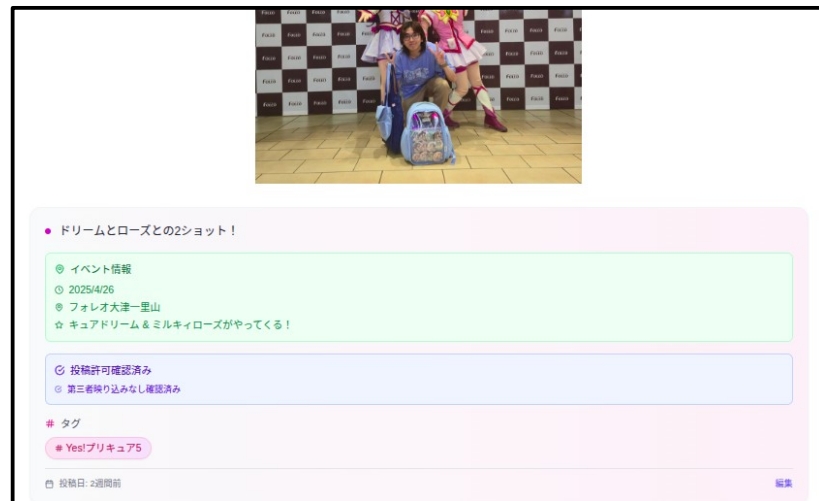 ドリームとローズとの2ショット！
イベント情報
2025/4/26
フォレオ大津一里山
キュアドリーム & ミルキィローズがやってくる！
投稿許可確認済み
第三者映り込みなし確認済み
# タグ
# Yes!プリキュア5
投稿日: 2週間前
編集